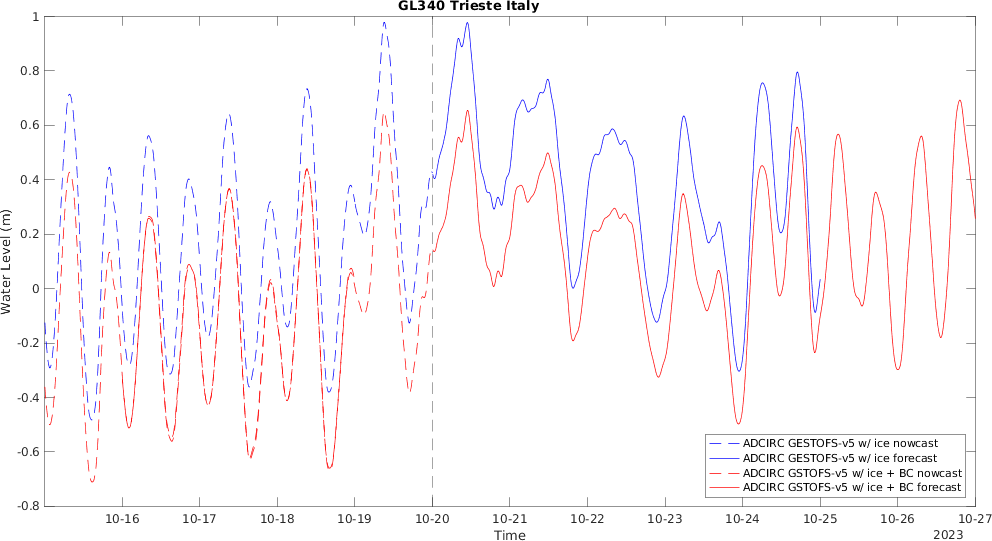 GL340 Trieste Italy
1
0.8
0.6
0.4
0.2
0
-0.2
-0.4
-0.6
-0.8
Water Level (m)
10-16 10-17 10-18 10-19 10-20 10-21 10-22 10-23 10-24 10-25 10-26 10-27
Time
2023
ADCIRC GESTOFS-v5 w/ ice nowcast
ADCIRC GESTOFS-v5 w/ ice forecast
ADCIRC GSTOFS-v5 w/ ice + BC nowcast
ADCIRC GSTOFS-v5 w/ ice + BC forecast